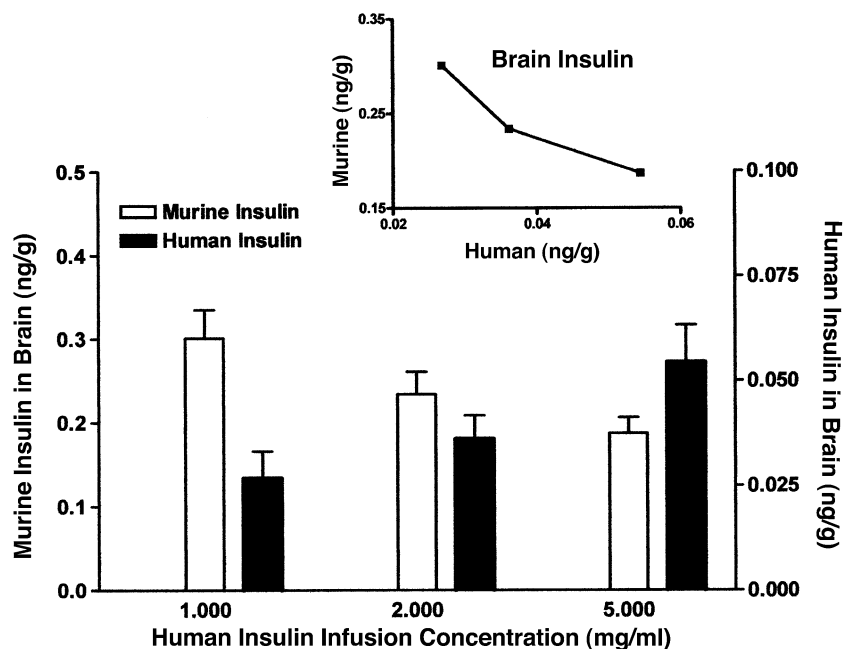 0.35
0.25
0.15
Murine (ng/g)
Brain Insulin
0.02
0.04
0.06
Human (ng/g)
Murine Insulin
Human Insulin
0.5
0.4
0.3
0.2
0.1
0.0
Murine Insulin in Brain (ng/g)
0.100
0.075
0.050
0.025
0.000
Human Insulin in Brain (ng/g)
1.000
2.000
5.000
Human Insulin Infusion Concentration (mg/ml)